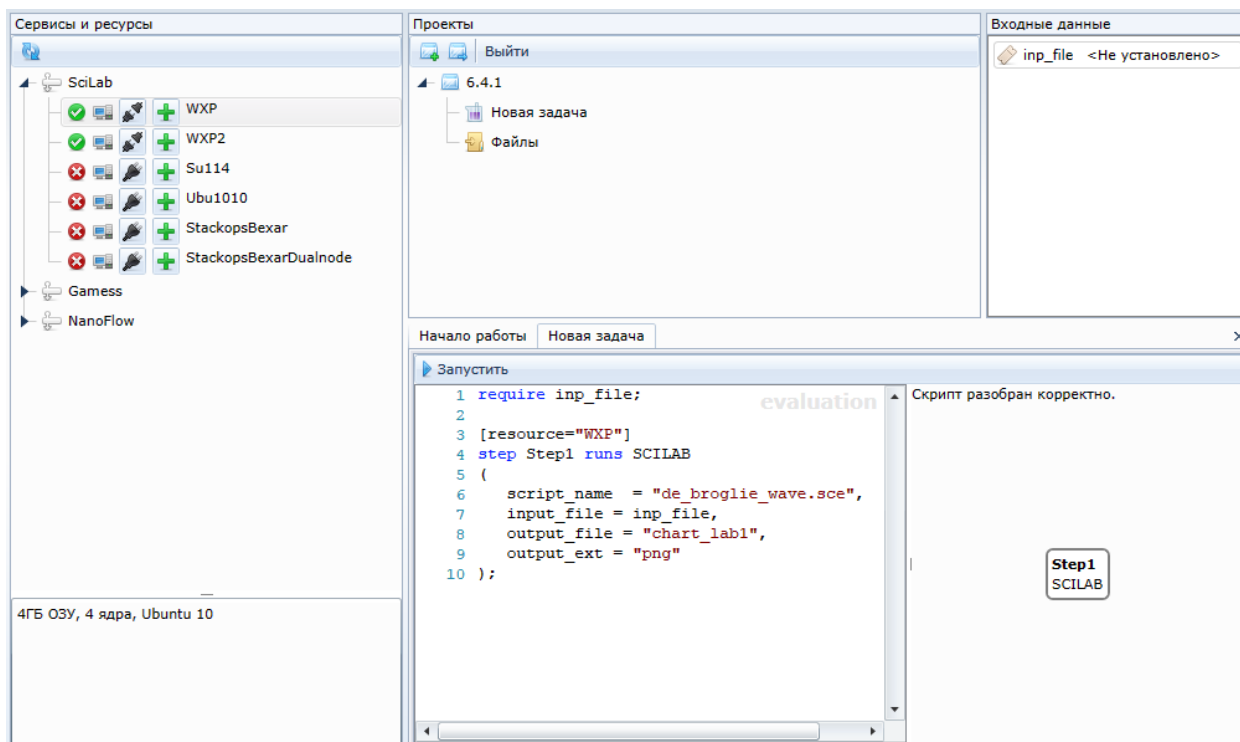 Сервисы и ресурсы
SciLab
WXP
WXP2
Su114
Ubu1010
StackopsBexar
StackopsBexarDualnode
Gamess
NanoFlow
4ГБ ОЗУ, 4 ядра, Ubuntu 10
Проекты
Выйти
6.4.1
Новая задача
Файлы
Входные данные
inp_file <Не установлено>
Начало работы Новая задача
Запустить
1 require inp_file;
evaluation
2
3 [resource="WXP"]
4 step Step1 runs SCILAB
5 (
6 script_name = "de_broglie_wave.sce",
7 input_file = inp_file,
8 output_file = "chart_lab1",
9 output_ext = "png"
10 );
Скрипт разобран корректно.
Step1
SCILAB